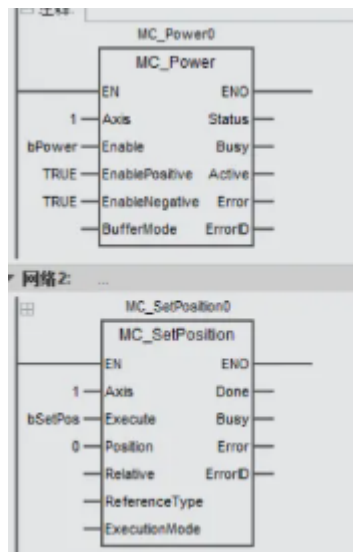 注释:
MC_Power0
MC_Power
EN ENO
1 Axis Status
bPower Enable Busy
TRUE EnablePositive Active
TRUE EnableNegative Error
BufferMode ErrorID
网络2: ...
MC_SetPosition0
MC_SetPosition
EN ENO
1 Axis Done
bSetPos Execute Busy
0 Position Error
Relative ErrorID
ReferenceType
ExecutionMode